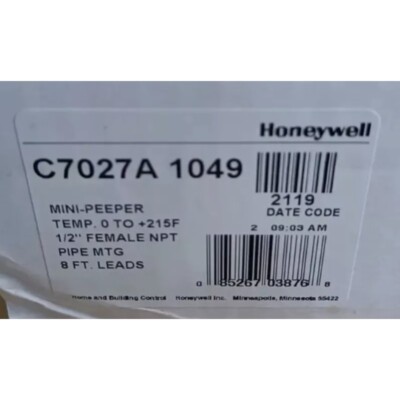 Honeywell
C7027A 1049
2119
DATE CODE
MINI-PEEPER
TEMP. 0 TO +215F
1/2" FEMALE NPT
PIPE MTG
8 FT. LEADS
2 09:03 AM
0 85267 03876 8
Home and Building Control Honeywell Inc. Minneapolis, Minnesota 55422